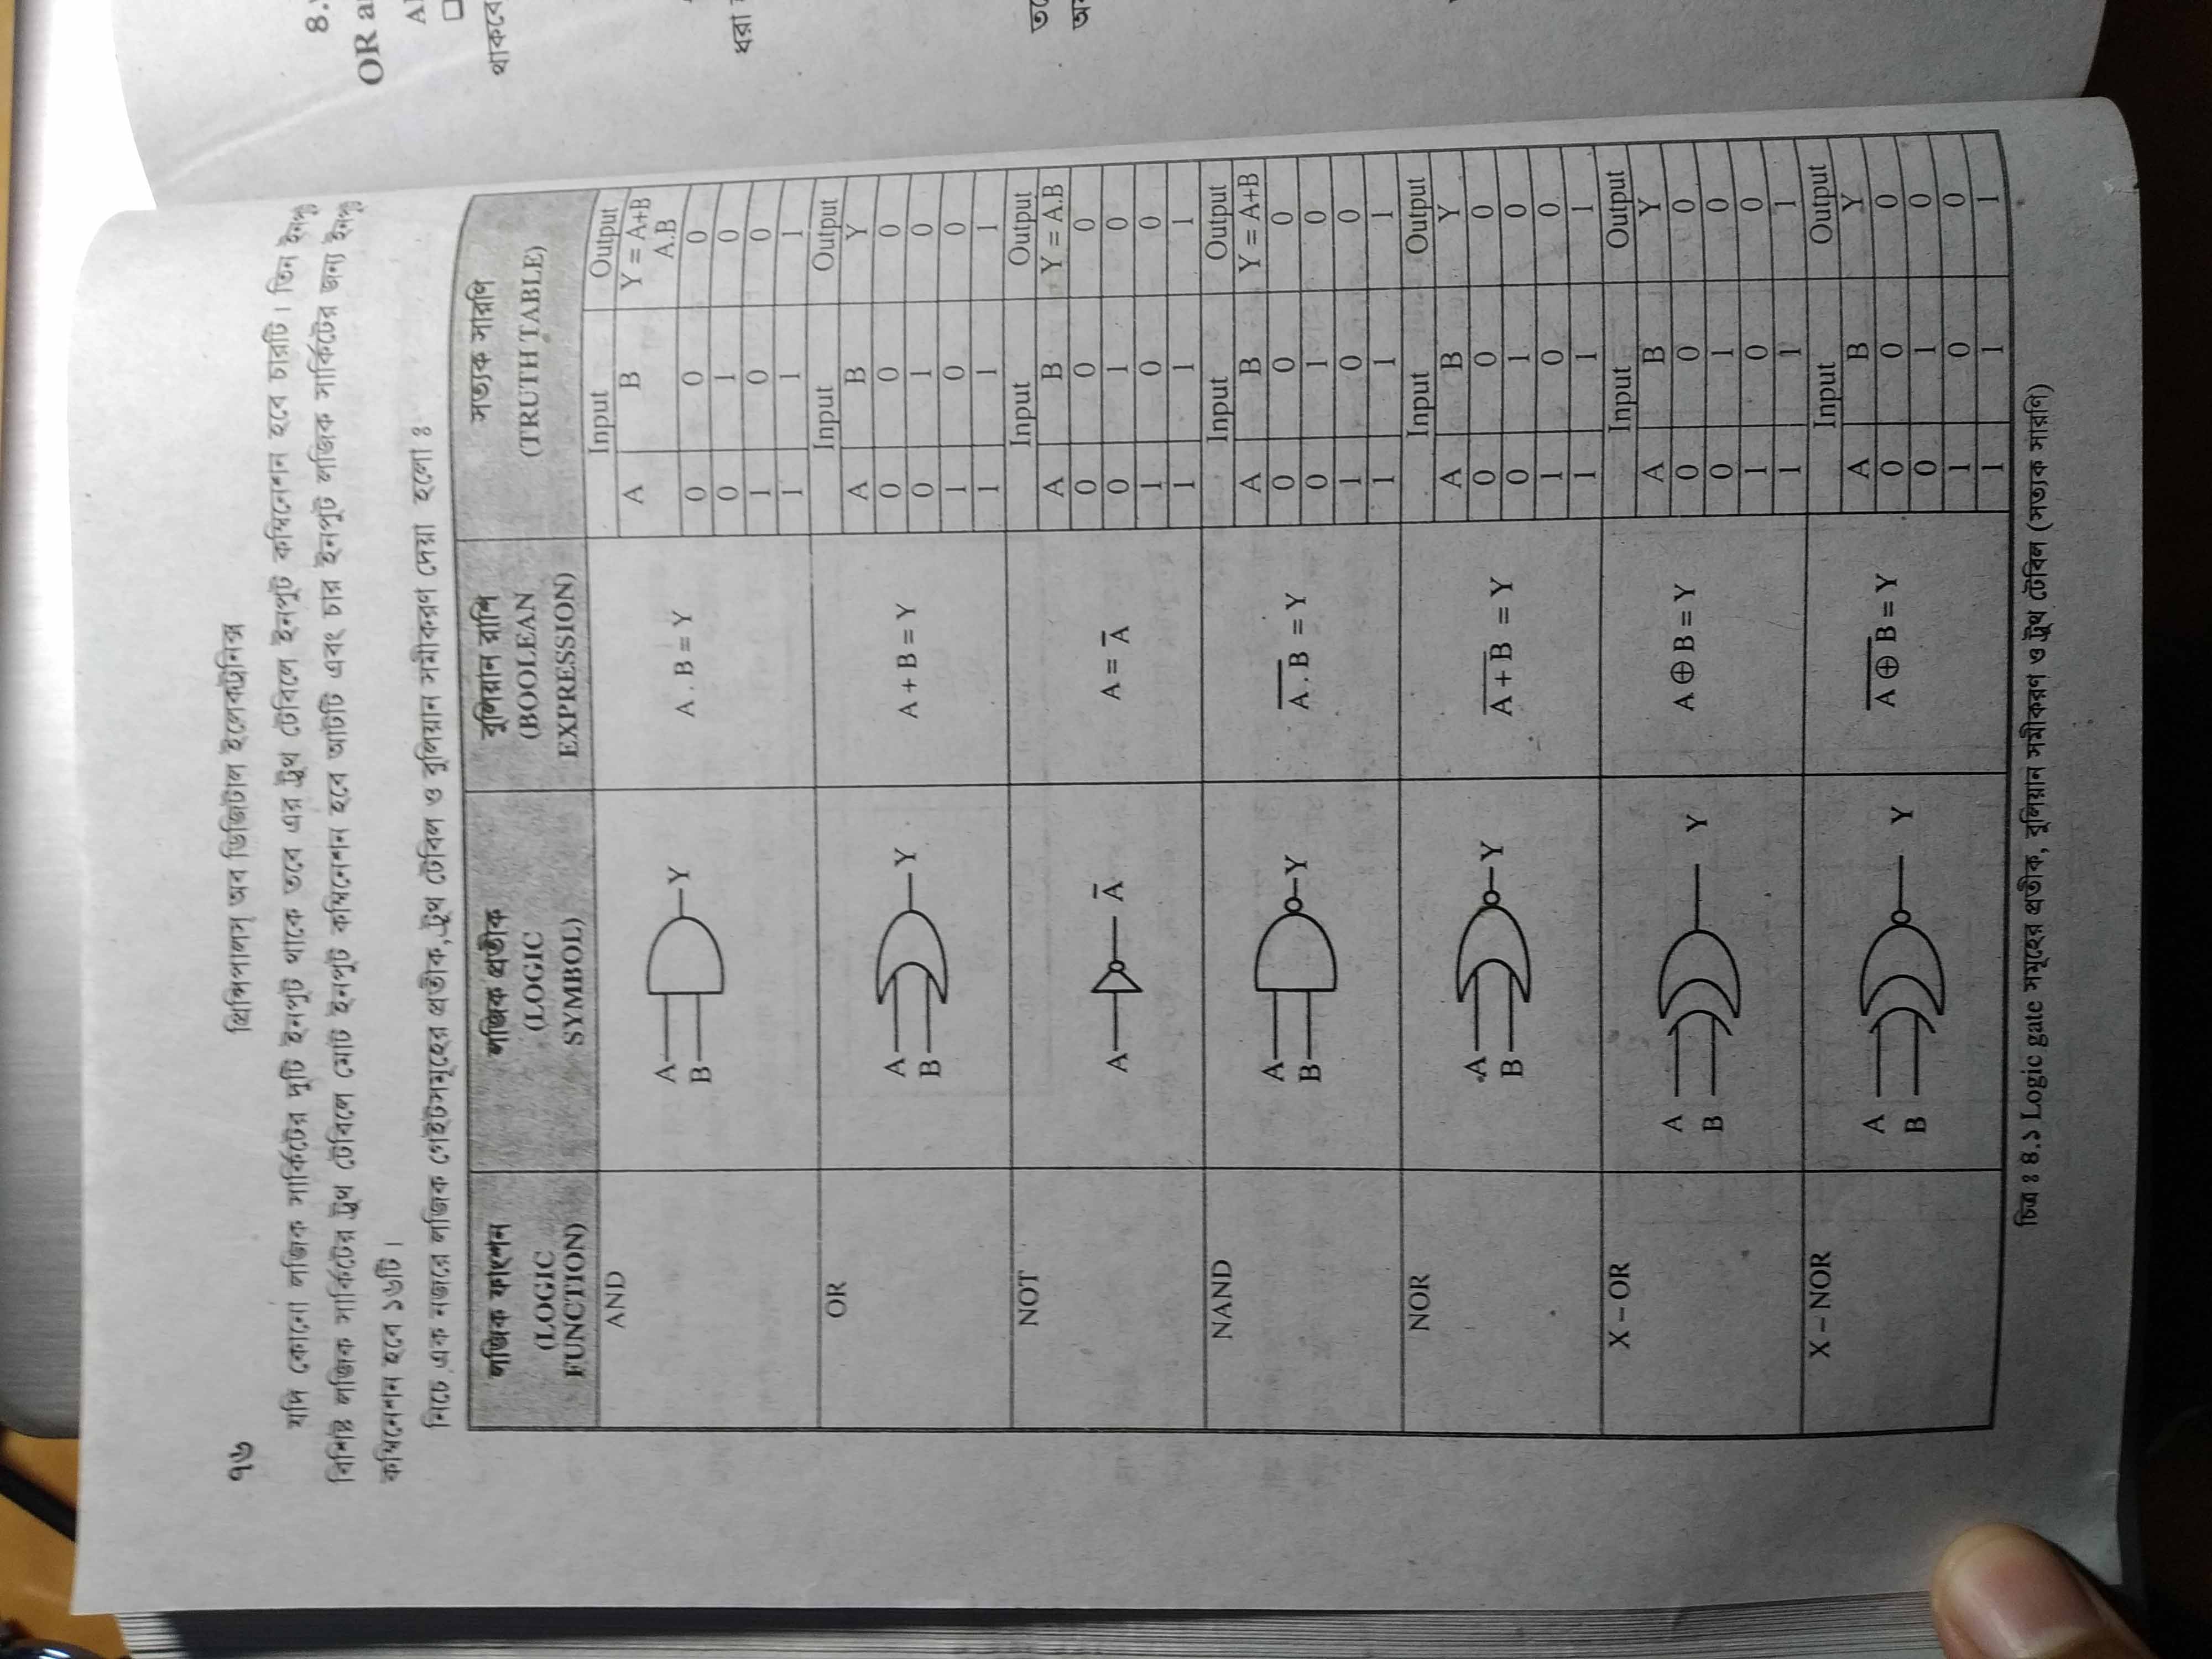 ৭৬
প্রিন্সিপালস্ অব ডিজিটাল ইলেকট্রনিক্স
যদি কোনো লজিক সার্কিটের দুটি ইনপুট থাকে তবে এর ট্রুথ টেবিলে ইনপুট কম্বিনেশন হবে চারটি। তিন ইনপুট
বিশিষ্ট লজিক সার্কিটের ট্রুথ টেবিলে মোট ইনপুট কম্বিনেশন হবে আটটি এবং চার ইনপুট লজিক সার্কিটের জন্য ইনপুট
কম্বিনেশন হবে ১৬টি।
নিচে এক নজরে লজিক গেইটসমূহের প্রতীক, ট্রুথ টেবিল ও বুলিয়ান সমীকরণ দেয়া হলো ঃ
লজিক ফাংশন (LOGIC FUNCTION)
লজিক প্রতীক (LOGIC SYMBOL)
বুলিয়ান রাশি (BOOLEAN EXPRESSION)
সত্যক সারণি (TRUTH TABLE)
AND
A
B
Y
A . B = Y
Input Output
A B Y = A+B
A.B
0 0 0
0 1 0
1 0 0
1 1 1
OR
A
B
Y
A + B = Y
Input Output
A B Y
0 0 0
0 1 0
1 0 0
1 1 1
NOT
A A̅
A = A̅
Input Output
A B Y = A.B
0 0 0
0 1 0
1 0 0
1 1 1
NAND
A
B
Y
A̅ ̅.̅ ̅B̅ = Y
Input Output
A B Y = A+B
0 0 0
0 1 0
1 0 0
1 1 1
NOR
A
B
Y
A̅ ̅+̅ ̅B̅ = Y
Input Output
A B Y
0 0 0
0 1 0
1 0 0
1 1 1
X – OR
A
B
Y
A ⊕ B = Y
Input Output
A B Y
0 0 0
0 1 0
1 0 0
1 1 1
X – NOR
A
B
Y
A̅ ̅⊕̅ ̅B̅ = Y
Input Output
A B Y
0 0 0
0 1 0
1 0 0
1 1 1
চিত্র ঃ ৪.১ Logic gate সমূহের প্রতীক, বুলিয়ান সমীকরণ ও ট্রুথ টেবিল (সত্যক সারণি)
OR
থাকবে
ধরা